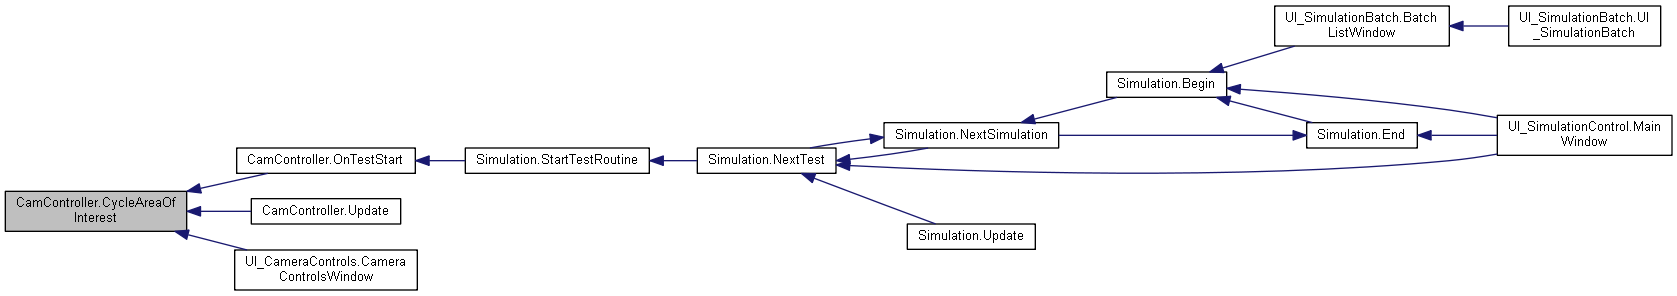 UI_SimulationBatch.Batch
ListWindow
UI_SimulationBatch.UI
_SimulationBatch
Simulation.Begin
Simulation.NextSimulation
Simulation.End
UI_SimulationControl.Main
Window
CamController.OnTestStart
Simulation.StartTestRoutine
Simulation.NextTest
CamController.CycleAreaOf
Interest
CamController.Update
Simulation.Update
UI_CameraControls.Camera
ControlsWindow